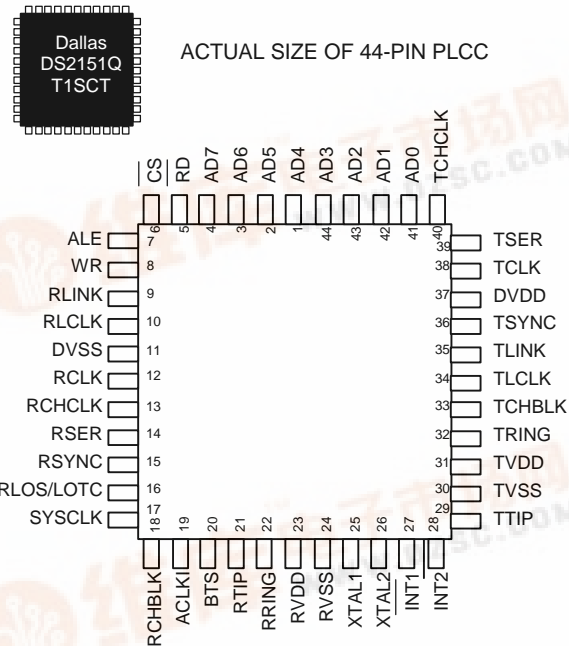 Dallas
DS2151Q
T1SCT
ACTUAL SIZE OF 44-PIN PLCC
CS
RD
AD7
AD6
AD5
AD4
AD3
AD2
AD1
AD0
TCHCLK
6
5
4
3
2
1
44
43
42
41
40
ALE 7
WR 8
RLINK 9
RLCLK 10
DVSS 11
RCLK 12
RCHCLK 13
RSER 14
RSYNC 15
RLOS/LOTC 16
SYSCLK 17
39 TSER
38 TCLK
37 DVDD
36 TSYNC
35 TLINK
34 TLCLK
33 TCHBLK
32 TRING
31 TVDD
30 TVSS
29 TTIP
18
19
20
21
22
23
24
25
26
27
28
RCHBLK
ACLKI
BTS
RTIP
RRING
RVDD
RVSS
XTAL1
XTAL2
INT1
INT2